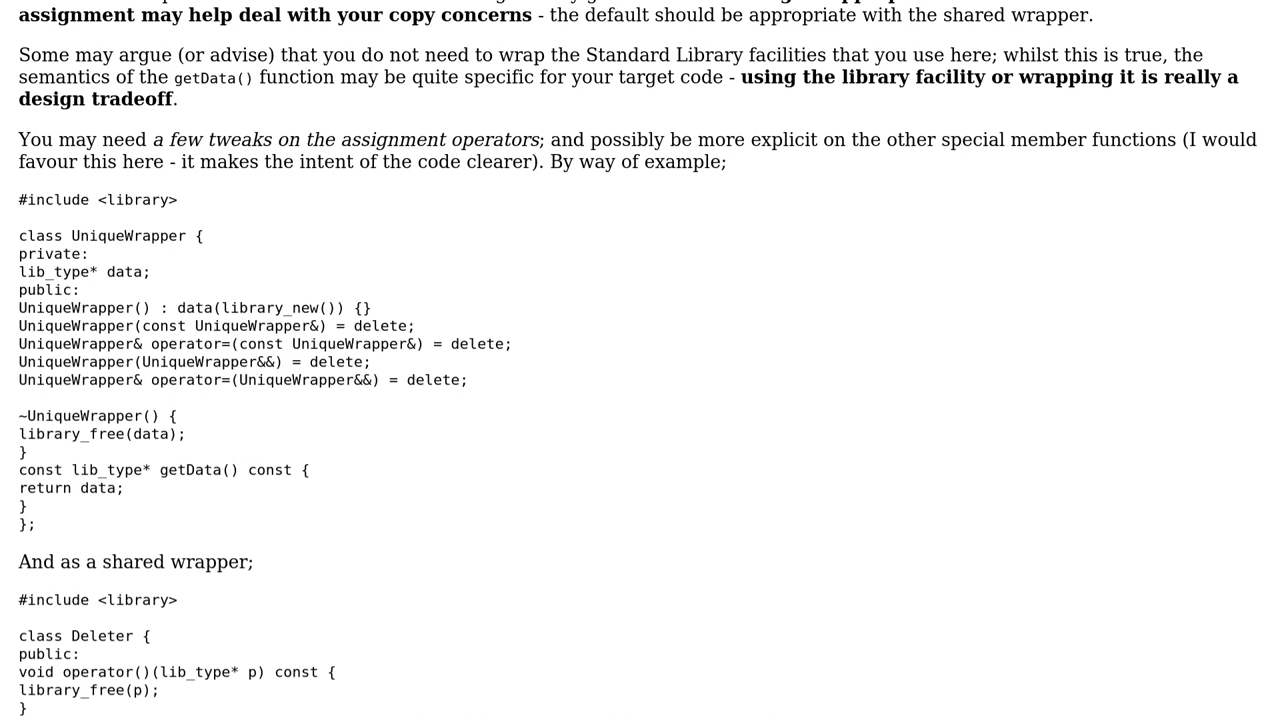 assignment may help deal with your copy concerns - the default should be appropriate with the shared wrapper.
Some may argue (or advise) that you do not need to wrap the Standard Library facilities that you use here; whilst this is true, the
semantics of the getData() function may be quite specific for your target code - using the library facility or wrapping it is really a
design tradeoff.
You may need a few tweaks on the assignment operators; and possibly be more explicit on the other special member functions (I would
favour this here - it makes the intent of the code clearer). By way of example;
#include <library>
class UniqueWrapper {
private:
lib_type* data;
public:
UniqueWrapper() : data(library_new()) {}
UniqueWrapper(const UniqueWrapper&) = delete;
UniqueWrapper& operator=(const UniqueWrapper&) = delete;
UniqueWrapper(UniqueWrapper&&) = delete;
UniqueWrapper& operator=(UniqueWrapper&&) = delete;
~UniqueWrapper() {
library_free(data);
}
const lib_type* getData() const {
return data;
}
};
And as a shared wrapper;
#include <library>
class Deleter {
public:
void operator()(lib_type* p) const {
library_free(p);
}